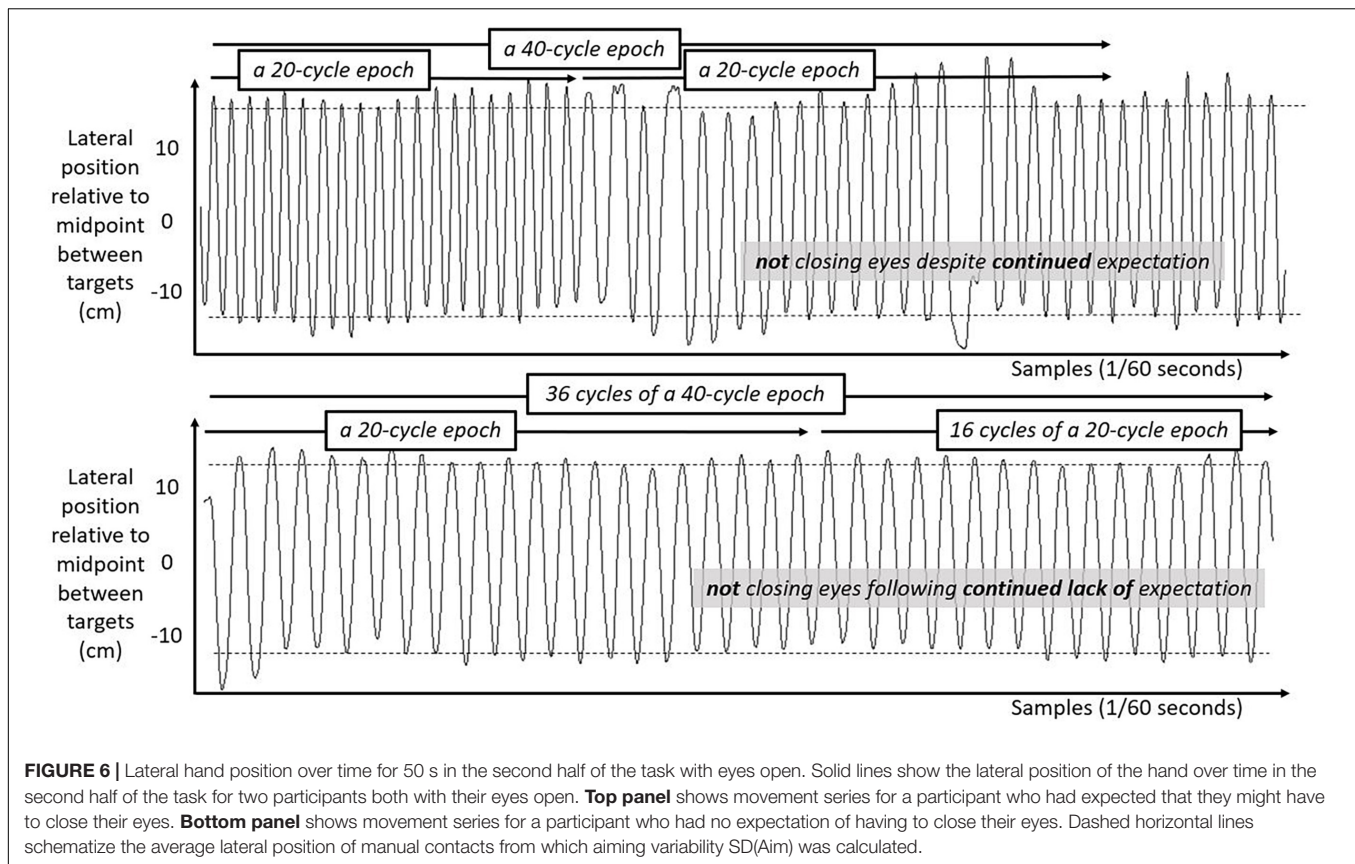 a 40-cycle epoch
a 20-cycle epoch
a 20-cycle epoch
Lateral
position
relative to
midpoint
between
targets
(cm)
10
0
-10
not closing eyes despite continued expectation
Samples (1/60 seconds)
36 cycles of a 40-cycle epoch
a 20-cycle epoch
16 cycles of a 20-cycle epoch
Lateral
position
relative to
midpoint
between
targets
(cm)
10
0
-10
not closing eyes following continued lack of expectation
Samples (1/60 seconds)
FIGURE 6 | Lateral hand position over time for 50 s in the second half of the task with eyes open. Solid lines show the lateral position of the hand over time in the
second half of the task for two participants both with their eyes open. Top panel shows movement series for a participant who had expected that they might have
to close their eyes. Bottom panel shows movement series for a participant who had no expectation of having to close their eyes. Dashed horizontal lines
schematize the average lateral position of manual contacts from which aiming variability SD(Aim) was calculated.